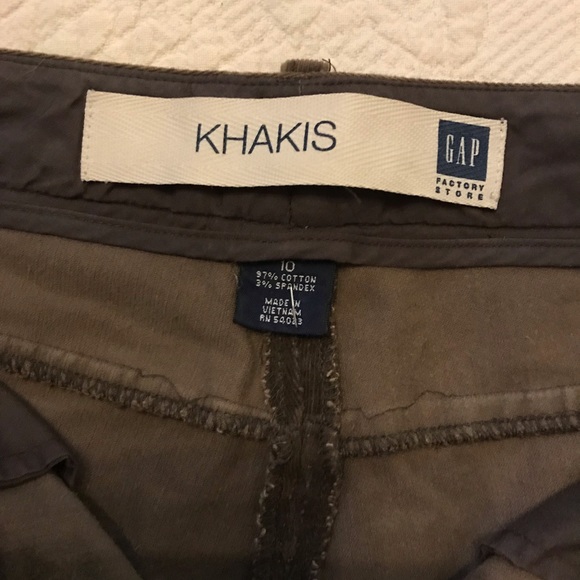 KHAKIS
GAP
FACTORY
STORE
10
97% COTTON
3% SPANDEX
MADE IN
VIETNAM
RN 54023